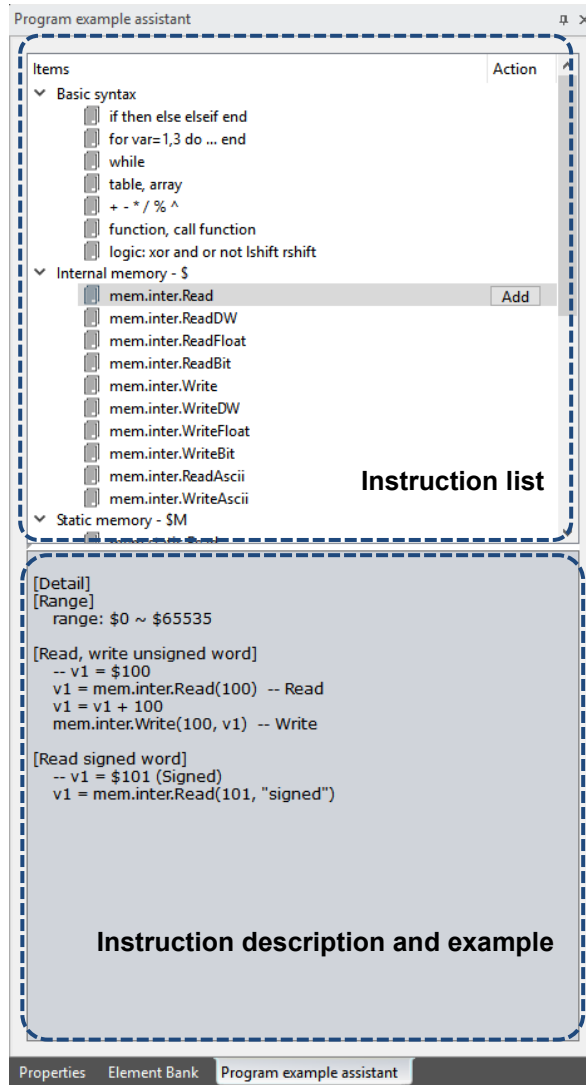 Program example assistant
Items Action
Basic syntax
if then else elseif end
for var=1,3 do ... end
while
table, array
+ - * / % ^
function, call function
logic: xor and or not lshift rshift
Internal memory - $
mem.inter.Read Add
mem.inter.ReadDW
mem.inter.ReadFloat
mem.inter.ReadBit
mem.inter.Write
mem.inter.WriteDW
mem.inter.WriteFloat
mem.inter.WriteBit
mem.inter.ReadAscii
mem.inter.WriteAscii
Instruction list
Static memory - $M
[Detail]
[Range]
range: $0 ~ $65535
[Read, write unsigned word]
-- v1 = $100
v1 = mem.inter.Read(100) -- Read
v1 = v1 + 100
mem.inter.Write(100, v1) -- Write
[Read signed word]
-- v1 = $101 (Signed)
v1 = mem.inter.Read(101, "signed")
Instruction description and example
Properties Element Bank Program example assistant